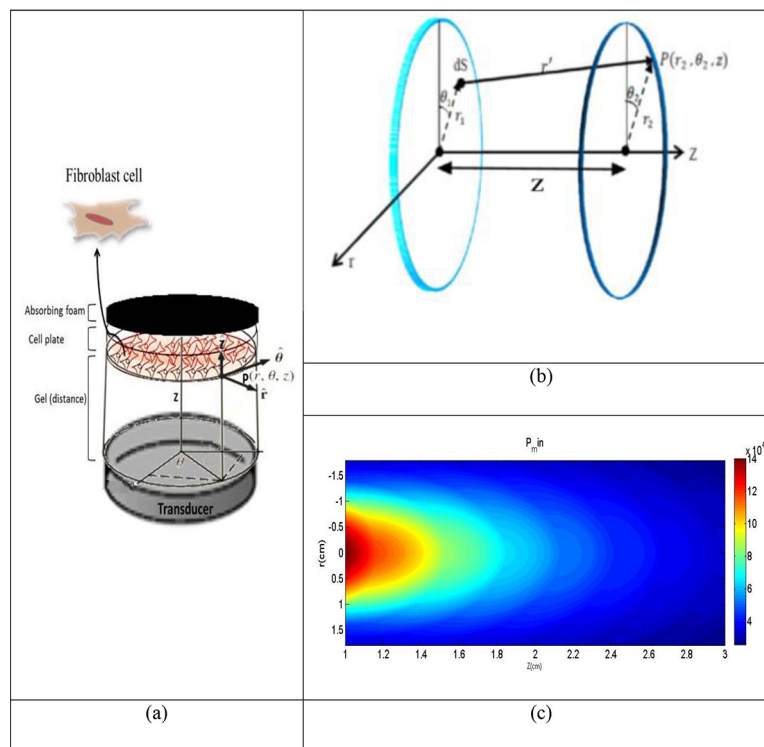 Fibroblast cell
Absorbing foam
Cell plate
Gel (distance)
z
θ̂
p(r, θ, z)
r̂
z
θ
Transducer
(a)
dS
r'
P(r₂, θ₂, z)
θ₁
r₁
θ₂
r₂
Z
Z
r
(b)
P_min
x 10
-1.5
-1
-0.5
0
0.5
1
1.5
r(cm)
1 1.2 1.4 1.6 1.8 2 2.2 2.4 2.6 2.8 3
Z(cm)
14
12
10
8
6
4
(c)